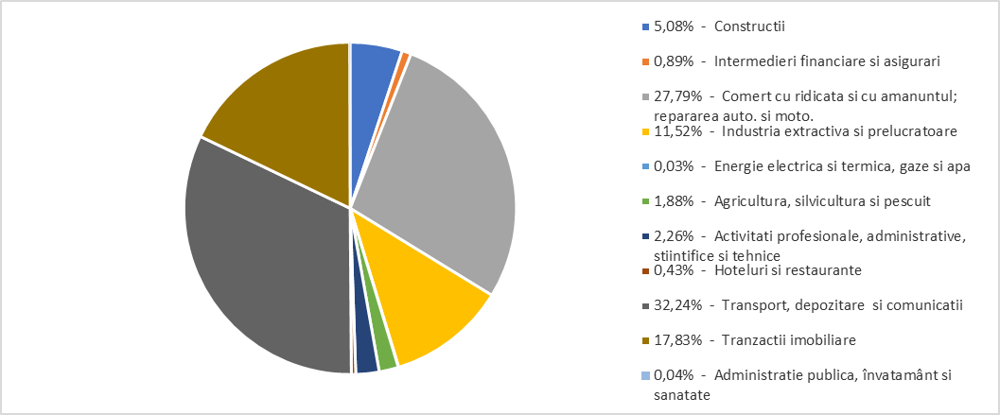 5,08% - Constructii
0,89% - Intermedieri financiare si asigurari
27,79% - Comert cu ridicata si cu amanuntul;
repararea auto. si moto.
11,52% - Industria extractiva si prelucratoare
0,03% - Energie electrica si termica, gaze si apa
1,88% - Agricultura, silvicultura si pescuit
2,26% - Activitati profesionale, administrative,
stiintifice si tehnice
0,43% - Hoteluri si restaurante
32,24% - Transport, depozitare si comunicatii
17,83% - Tranzactii imobiliare
0,04% - Administratie publica, învatamânt si
sanatate